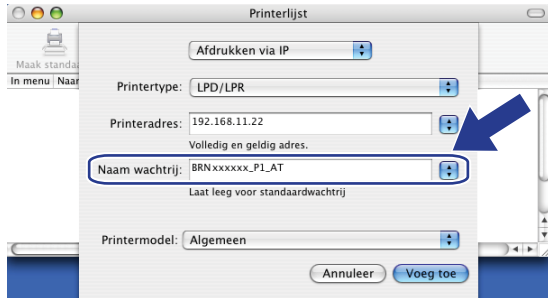 Printerlijst
Afdrukken via IP
Maak standaa
In menu Naar
Printertype: LPD/LPR
Printeradres: 192.168.11.22
Volledig en geldig adres.
Naam wachtrij: BRNxxxxxx_P1_AT
Laat leeg voor standaardwachtrij
Printermodel: Algemeen
Annuleer Voeg toe